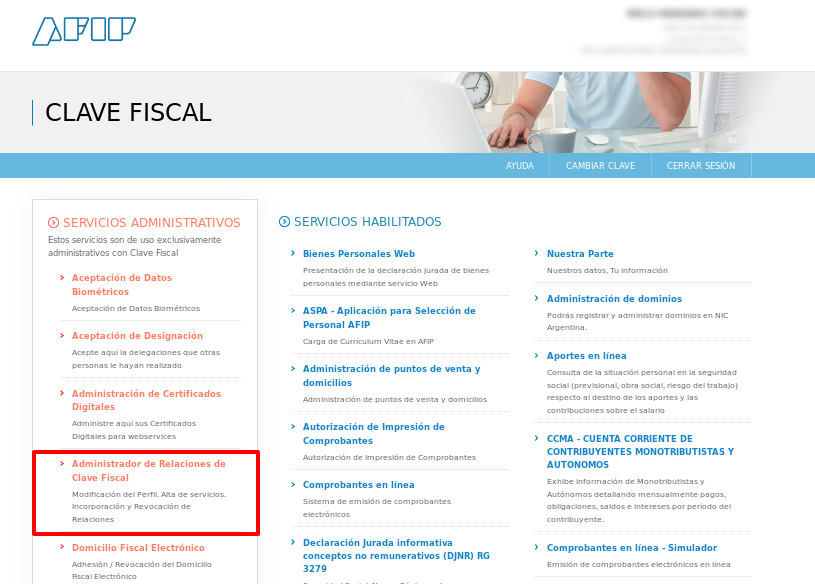 AFIP
CLAVE FISCAL
AYUDA
CAMBIAR CLAVE
CERRAR SESIÓN
SERVICIOS ADMINISTRATIVOS
Estos servicios son de uso exclusivamente
administrativos con Clave Fiscal
Aceptación de Datos
Biométricos
Aceptación de Datos Biométricos
Aceptación de Designación
Acepte aquí la delegaciones que otras
personas le hayan realizado
Administración de Certificados
Digitales
Administre aquí sus Certificados
Digitales para webservices
Administrador de Relaciones de
Clave Fiscal
Modificación del Perfil. Alta de servicios.
Incorporación y Revocación de
Relaciones
Domicilio Fiscal Electrónico
Adhesión / Revocación del Domicilio
Fiscal Electrónico
SERVICIOS HABILITADOS
Bienes Personales Web
Presentación de la declaración jurada de bienes
personales mediante servicio Web
ASPA - Aplicación para Selección de
Personal AFIP
Carga de Currículum Vitae en AFIP
Administración de puntos de venta y
domicilios
Administración de puntos de venta y domicilios
Autorización de Impresión de
Comprobantes
Autorización de Impresión de Comprobantes
Comprobantes en línea
Sistema de emisión de comprobantes
electrónicos
Declaración Jurada informativa
conceptos no remunerativos (DJNR) RG
3279
Nuestra Parte
Nuestros datos, Tu información
Administración de dominios
Podrás registrar y administrar dominios en NIC
Argentina.
Aportes en línea
Consulta de la situación personal en la seguridad
social (previsional, obra social, riesgo del trabajo)
respecto al destino de los aportes y las
contribuciones sobre el salario
CCMA - CUENTA CORRIENTE DE
CONTRIBUYENTES MONOTRIBUTISTAS Y
AUTONOMOS
Exhibe información de Monotributistas y
Autónomos detallando mensualmente pagos,
obligaciones, saldos e intereses por período del
contribuyente.
Comprobantes en línea - Simulador
Emisión de comprobantes electrónicos en línea